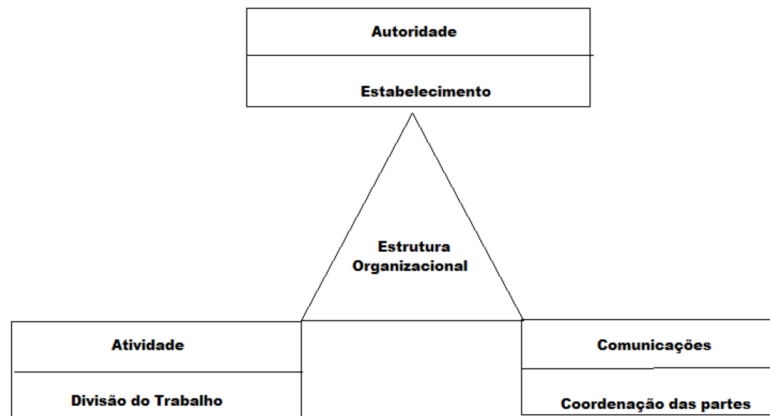 Autoridade
Estabelecimento
Estrutura
Organizacional
Atividade
Divisão do Trabalho
Comunicações
Coordenação das partes